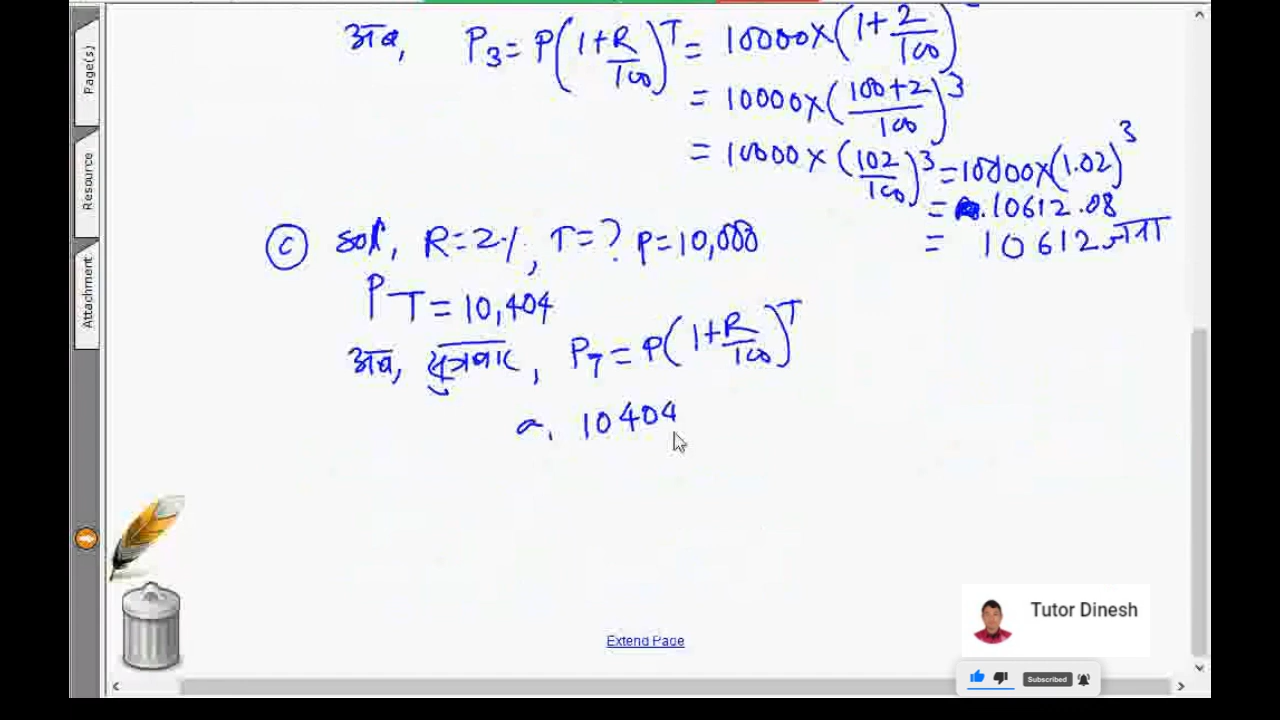 Page(s)
Resource
Attachment
अब, P3 = P(1+R/100)^T = 10000×(1+2/100)
= 10000×(100+2/100)^3
= 10000×(102/100)^3 = 10000×(1.02)^3
= 10612.08
= 10612 जना
(c) solⁿ, R=2%, T=? P=10,000
PT = 10,404
अब, सुत्रबाट, PT = P(1+R/100)^T
10404
Extend Page
Tutor Dinesh
Subscribed